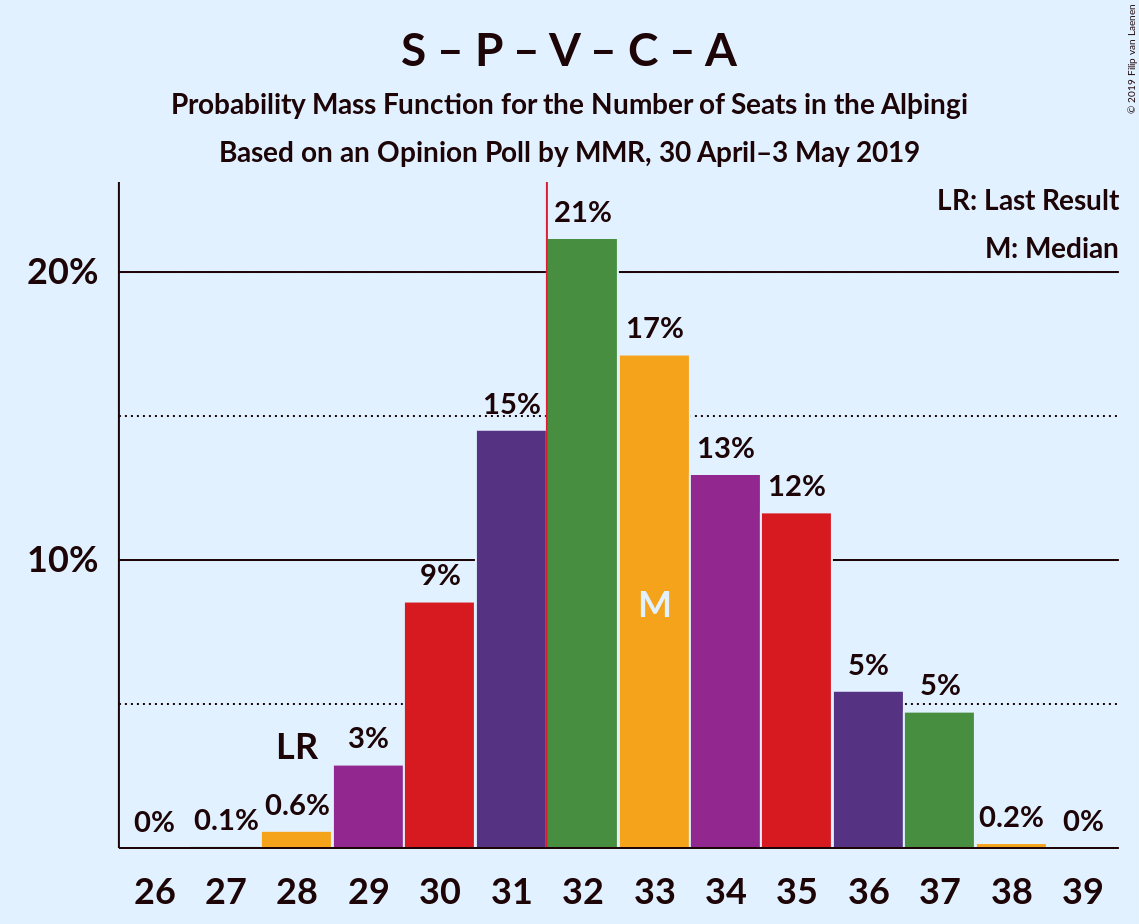 S – P – V – C – A
Probability Mass Function for the Number of Seats in the Alþingi
Based on an Opinion Poll by MMR, 30 April–3 May 2019
© 2019 Filip van Laenen
LR: Last Result
M: Median
20%
10%
0%
0.1%
0.6%
LR
3%
9%
15%
21%
17%
M
13%
12%
5%
5%
0.2%
0%
26 27 28 29 30 31 32 33 34 35 36 37 38 39